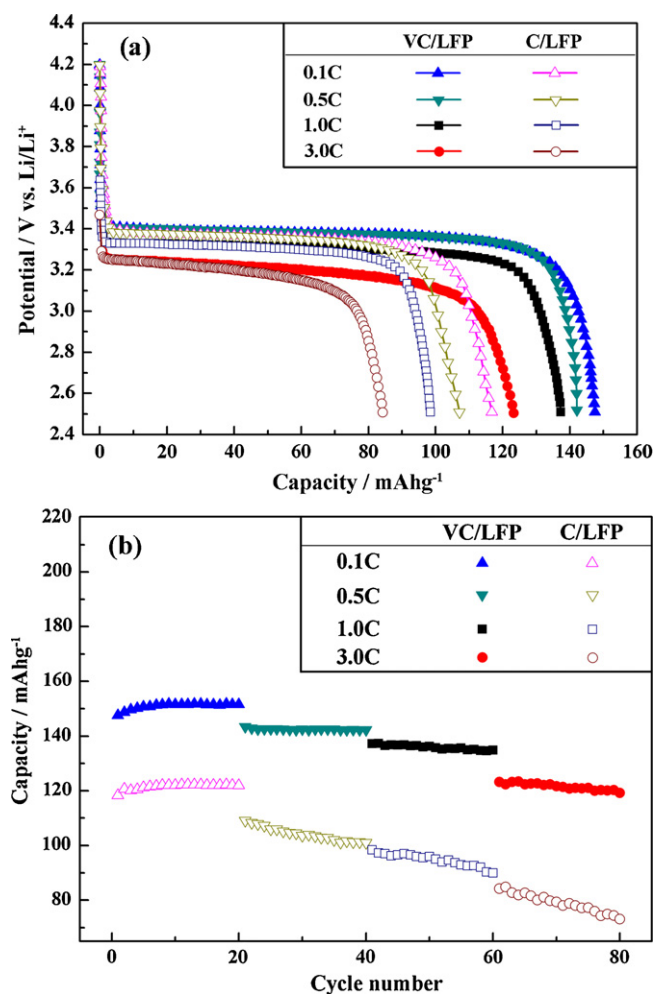 (a)
VC/LFP C/LFP
0.1C
0.5C
1.0C
3.0C
4.2
4.0
3.8
3.6
3.4
3.2
3.0
2.8
2.6
2.4
Potential / V vs. Li/Li⁺
0 20 40 60 80 100 120 140 160
Capacity / mAhg⁻¹
(b)
VC/LFP C/LFP
0.1C
0.5C
1.0C
3.0C
220
200
180
160
140
120
100
80
Capacity / mAhg⁻¹
0 20 40 60 80
Cycle number